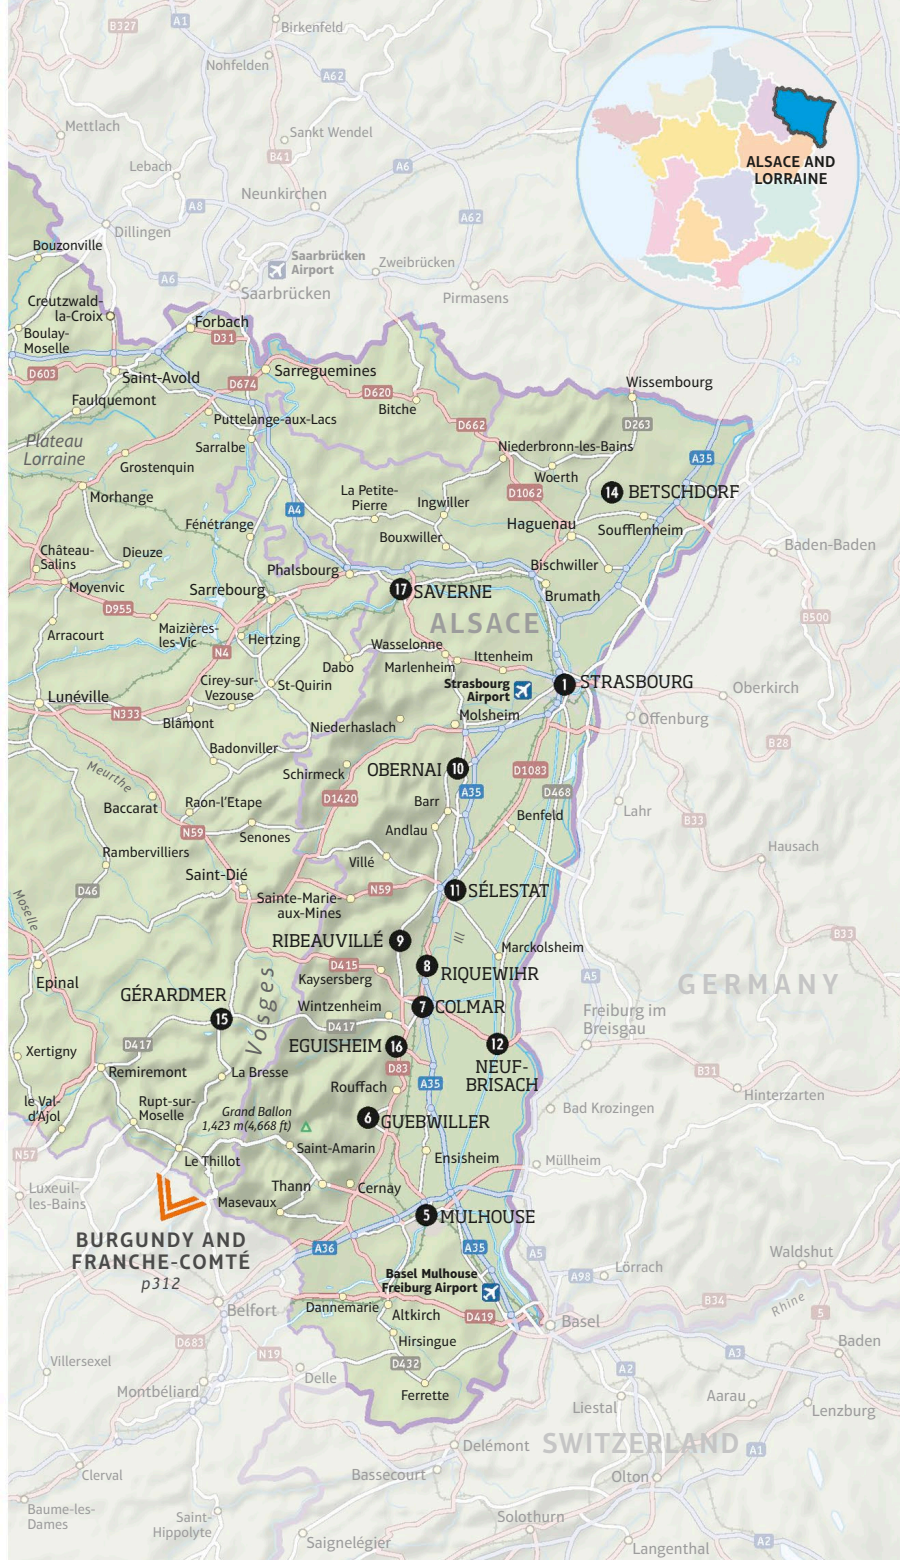 B327
A1
Birkenfeld
Nohfelden
A62
Mettlach
Sankt Wendel
B41
Lebach
A6
Neunkirchen
A8
A62
ALSACE AND
LORRAINE
Dillingen
Bouzonville
Saarbrücken
Airport
Zweibrücken
A6
Saarbrücken
Pirmasens
Creutzwald-
la-Croix
Forbach
D31
Boulay-
Moselle
D603
Saint-Avold
D674
Sarreguemines
Wissembourg
D620
Faulquemont
Bitche
Puttelange-aux-Lacs
D662
D263
Plateau
Lorraine
Sarralbe
Niederbronn-les-Bains
A35
Grostenquin
Woerth
Morhange
La Petite-
Pierre
D1062
14 BETSCHDORF
Ingwiller
A4
Fénétrange
Haguenau
Soufflenheim
Bouxwiller
Baden-Baden
Château-
Salins
Dieuze
Phalsbourg
Bischwiller
Moyenvic
Sarrebourg
17 SAVERNE
Brumath
D955
B500
ALSACE
Arracourt
Maizières-
les-Vic
Hertzing
N4
Wasselonne
Ittenheim
Dabo
Marlenheim
Cirey-sur-
Vezouse
St-Quirin
Strasbourg
Airport
1 STRASBOURG
Oberkirch
Lunéville
N333
Blâmont
Molsheim
Offenburg
Niederhaslach
B28
Badonviller
Schirmeck
OBERNAI 10
D1083
Meurthe
A35
D468
Baccarat
Raon-l'Etape
D1420
Barr
Benfeld
Lahr
B33
N59
Senones
Andlau
Hausach
Rambervilliers
Villé
Saint-Dié
D46
N59
11 SÉLESTAT
Sainte-Marie-
aux-Mines
Moselle
B33
RIBEAUVILLÉ 9
Ill
Marckolsheim
Epinal
D415
8
RIQUEWIHR
A5
GERMANY
Kaysersberg
GÉRARDMER
Vosges
Wintzenheim
7 COLMAR
Freiburg im
Breisgau
15
D417
D417
EGUISHEIM 16
12
NEUF-
BRISACH
Xertigny
Remiremont
La Bresse
D83
B31
Rouffach
A35
Hinterzarten
le Val-
d'Ajol
Rupt-sur-
Moselle
Grand Ballon
1,423 m(4,668 ft)
6
GUEBWILLER
Bad Krozingen
N57
Le Thillot
Saint-Amarin
Ensisheim
Müllheim
Luxeuil-
les-Bains
Thann
Cernay
Masevaux
5 MULHOUSE
BURGUNDY AND
FRANCHE-COMTÉ
p312
A36
A35
A5
Waldshut
Lörrach
A98
Basel Mulhouse
Freiburg Airport
Rhine
Belfort
Dannemarie
Altkirch
D419
B34
5
Basel
D683
Hirsingue
Baden
N19
D432
A3
Villersexel
Delle
A2
Montbéliard
Ferrette
Aarau
Liestal
Lenzburg
Delémont
SWITZERLAND
A1
Clerval
Bassecourt
Olten
Baume-les-
Dames
Saint-
Hippolyte
Solothurn
Saignelégier
A2
Langenthal